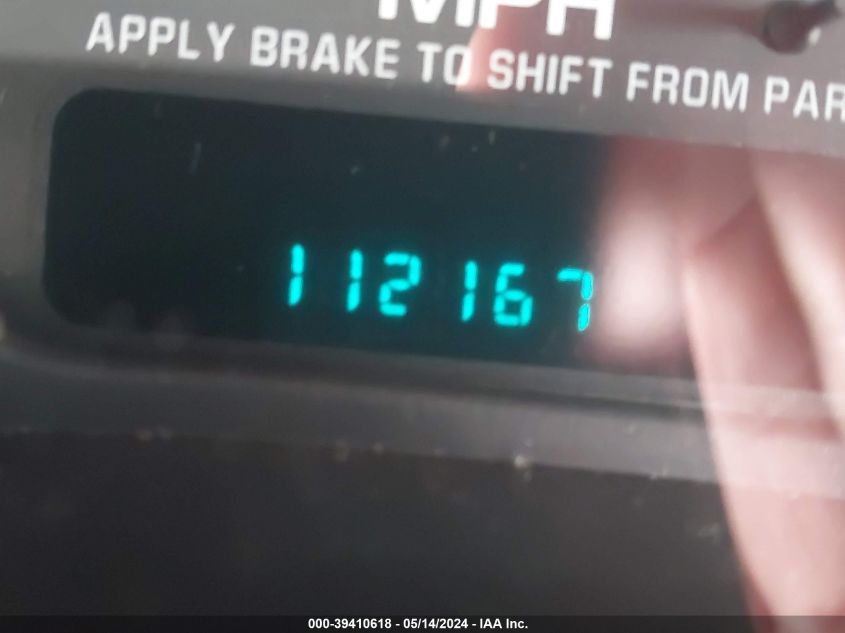 MPH
APPLY BRAKE TO SHIFT FROM PAR
112167
000-39410618 - 05/14/2024 - IAA Inc.